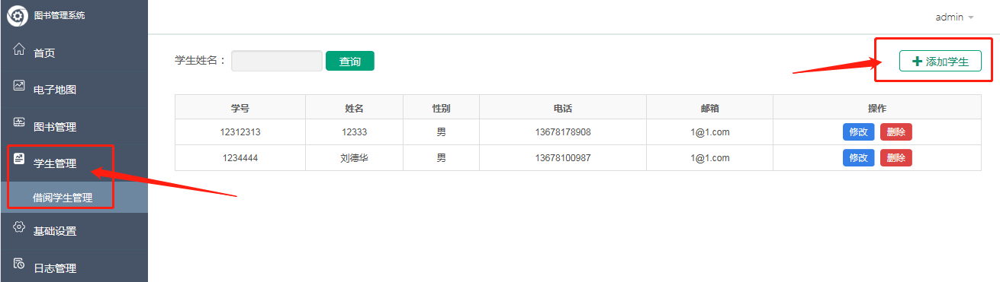 图书管理系统
admin
首页
电子地图
图书管理
学生管理
借阅学生管理
基础设置
日志管理
学生姓名： 查询
添加学生
学号 姓名 性别 电话 邮箱 操作
12312313 12333 男 13678178908 1@1.com 修改 删除
1234444 刘德华 男 13678100987 1@1.com 修改 删除